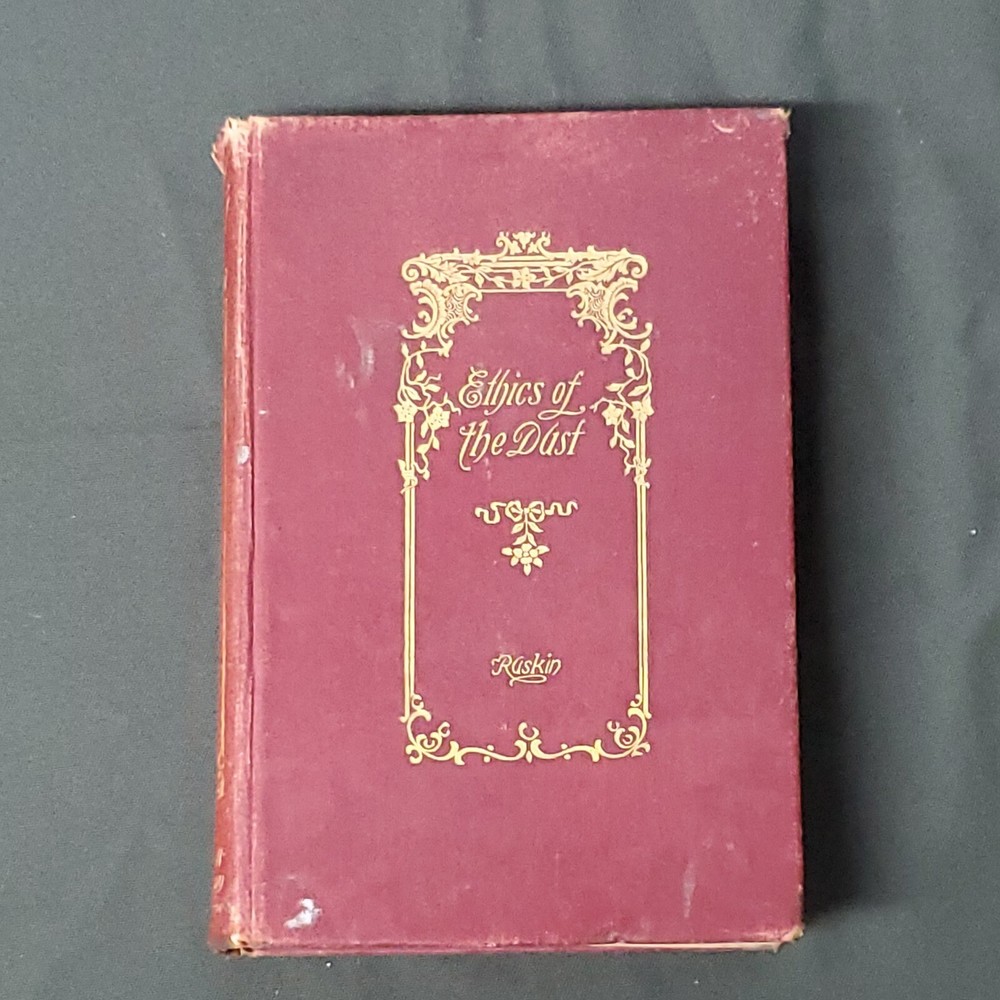 Ethics of
the Dust
Ruskin